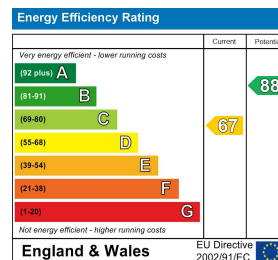 Energy Efficiency Rating
Current Potentia
Very energy efficient - lower running costs
(92 plus) A
(81-91) B
88
(69-80) C
67
(55-68) D
(39-54) E
(21-38) F
(1-20) G
Not energy efficient - higher running costs
England & Wales
EU Directive
2002/91/EC